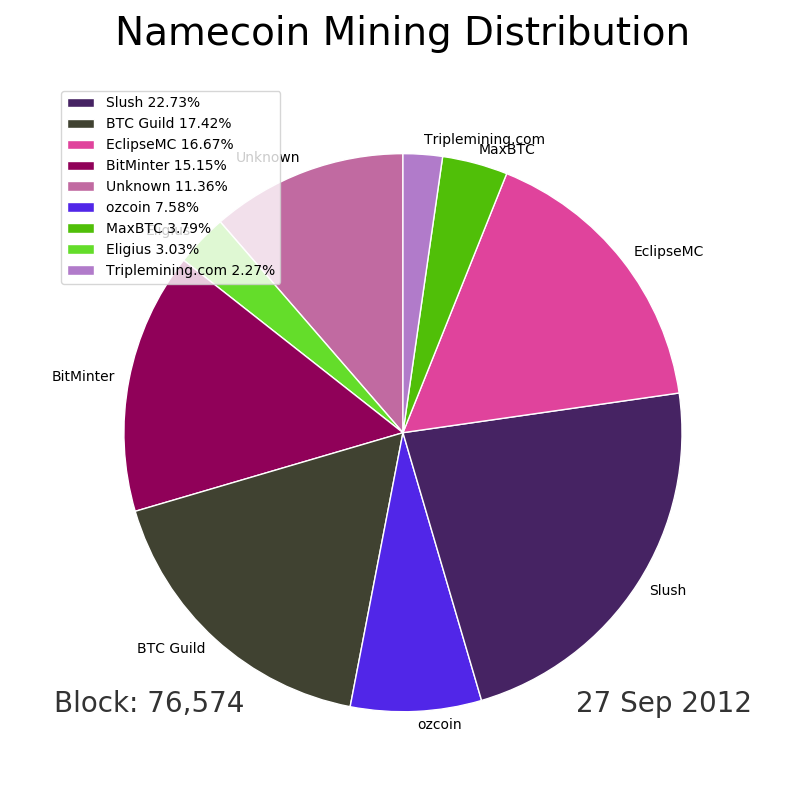 Namecoin Mining Distribution
Slush 22.73%
BTC Guild 17.42%
EclipseMC 16.67%
BitMinter 15.15%
Unknown 11.36%
ozcoin 7.58%
MaxBTC 3.79%
Eligius 3.03%
Triplemining.com 2.27%
Triplemining.com
MaxBTC
Unknown
EclipseMC
Eligius
BitMinter
Slush
BTC Guild
ozcoin
Block: 76,574
27 Sep 2012